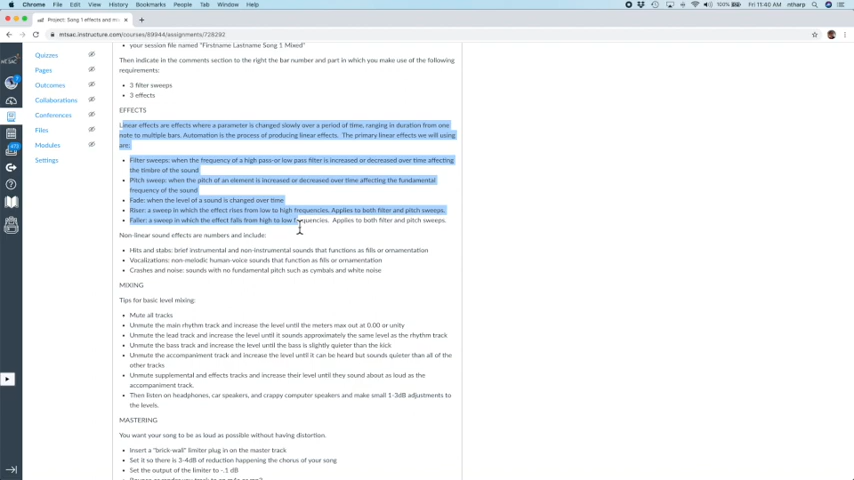 Chrome File Edit View History Bookmarks People Tab Window Help
100% Fri 11:40 AM ntharp
Project: Song 1 effects and m
mtsac.instructure.com/courses/89944/assignments/728292
your session file named "Firstname Lastname Song 1 Mixed"
Then indicate in the comments section to the right the bar number and part in which you make use of the following
requirements:
• 3 filter sweeps
• 3 effects
EFFECTS
Linear effects are effects where a parameter is changed slowly over a period of time, ranging in duration from one
note to multiple bars. Automation is the process of producing linear effects. The primary linear effects we will using
are:
• Filter sweeps: when the frequency of a high pass-or low pass filter is increased or decreased over time affecting
the timbre of the sound
• Pitch sweep: when the pitch of an element is increased or decreased over time affecting the fundamental
frequency of the sound
• Fade: when the level of a sound is changed over time
• Riser: a sweep in which the effect rises from low to high frequencies. Applies to both filter and pitch sweeps.
• Faller: a sweep in which the effect falls from high to low frequencies. Applies to both filter and pitch sweeps.
Non-linear sound effects are numbers and include:
• Hits and stabs: brief instrumental and non-instrumental sounds that functions as fills or ornamentation
• Vocalizations: non-melodic human-voice sounds that function as fills or ornamentation
• Crashes and noise: sounds with no fundamental pitch such as cymbals and white noise
MIXING
Tips for basic level mixing:
• Mute all tracks
• Unmute the main rhythm track and increase the level until the meters max out at 0.00 or unity
• Unmute the lead track and increase the level until it sounds approximately the same level as the rhythm track
• Unmute the bass track and increase the level until the bass is slightly quieter than the kick
• Unmute the accompaniment track and increase the level until it can be heard but sounds quieter than all of the
other tracks
• Unmute supplemental and effects tracks and increase their level until they sound about as loud as the
accompaniment track.
• Then listen on headphones, car speakers, and crappy computer speakers and make small 1-3dB adjustments to
the levels.
MASTERING
You want your song to be as loud as possible without having distortion.
• Insert a "brick-wall" limiter plug in on the master track
• Set it so there is 3-4dB of reduction happening the chorus of your song
• Set the output of the limiter to -.1 dB
Quizzes
Pages
Outcomes
Collaborations
Conferences
Files
Modules
Settings